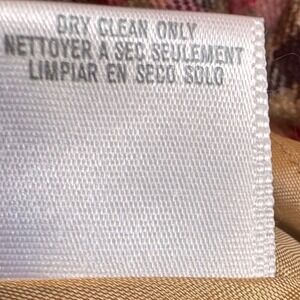 DRY CLEAN ONLY
NETTOYER A SEC SEULEMENT
LIMPIAR EN SECO SOLO